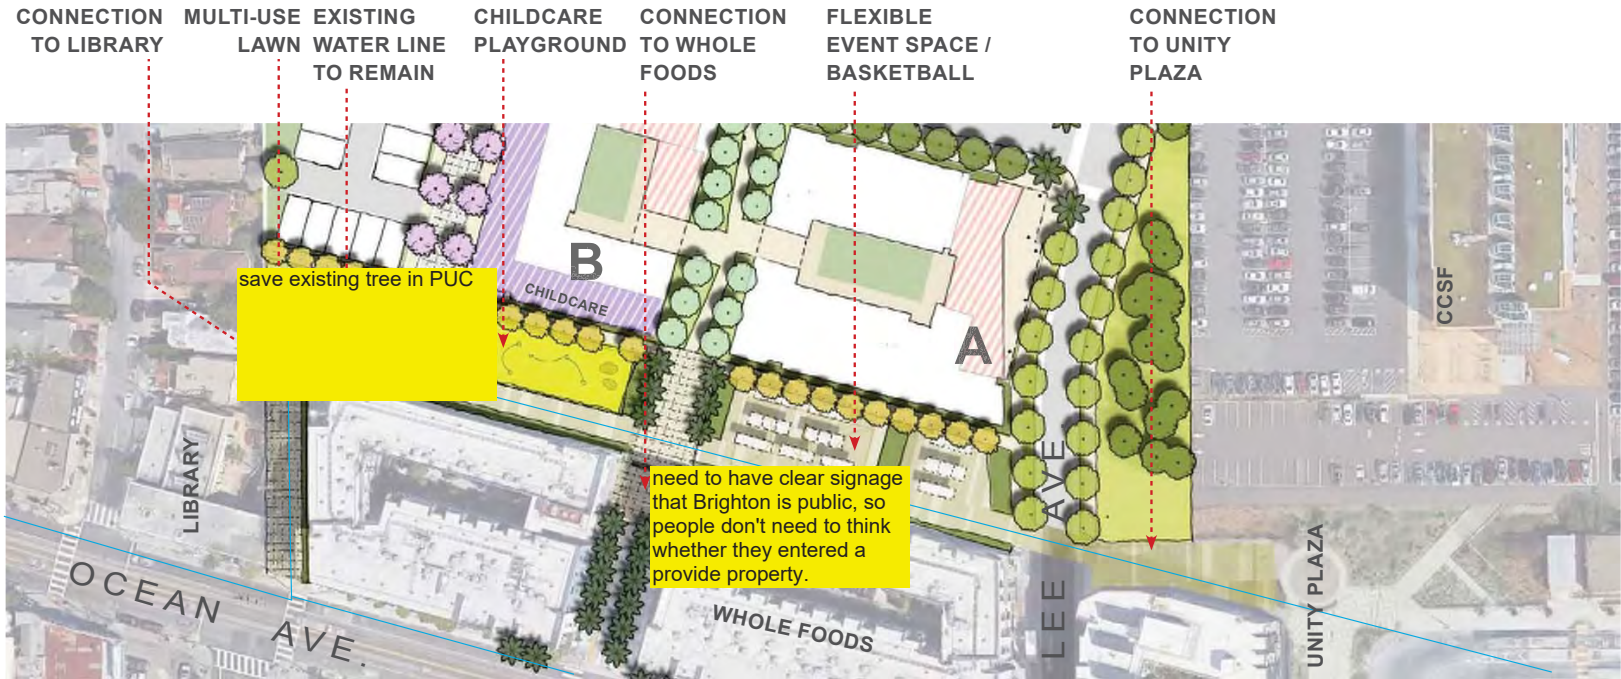 CONNECTION
TO LIBRARY
MULTI-USE
LAWN
EXISTING
WATER LINE
TO REMAIN
CHILDCARE
PLAYGROUND
CONNECTION
TO WHOLE
FOODS
FLEXIBLE
EVENT SPACE /
BASKETBALL
CONNECTION
TO UNITY
PLAZA
save existing tree in PUC
B
CHILDCARE
A
CCSF
LIBRARY
need to have clear signage
that Brighton is public, so
people don't need to think
whether they entered a
provide property.
OCEAN AVE.
WHOLE FOODS
LEE AVE
UNITY PLAZA